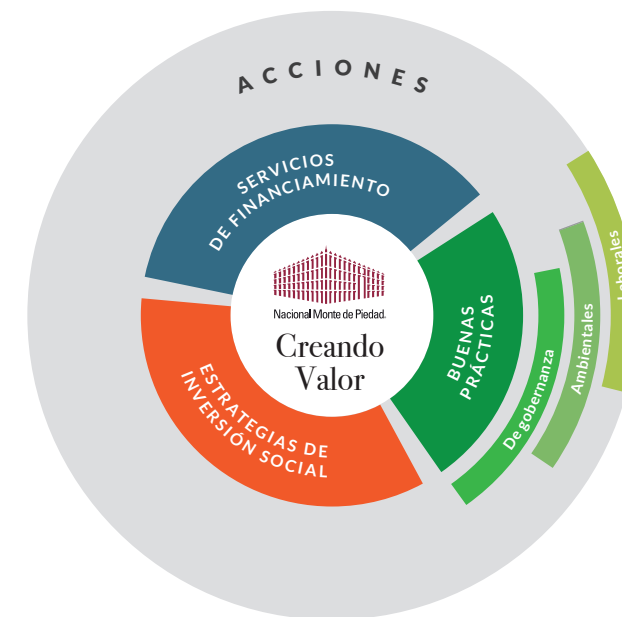 ACCIONES
SERVICIOS
DE FINANCIAMIENTO
Nacional Monte de Piedad.
Creando
Valor
BUENAS
PRÁCTICAS
De gobernanza
Ambientales
Laborales
ESTRATEGIAS DE
INVERSIÓN SOCIAL